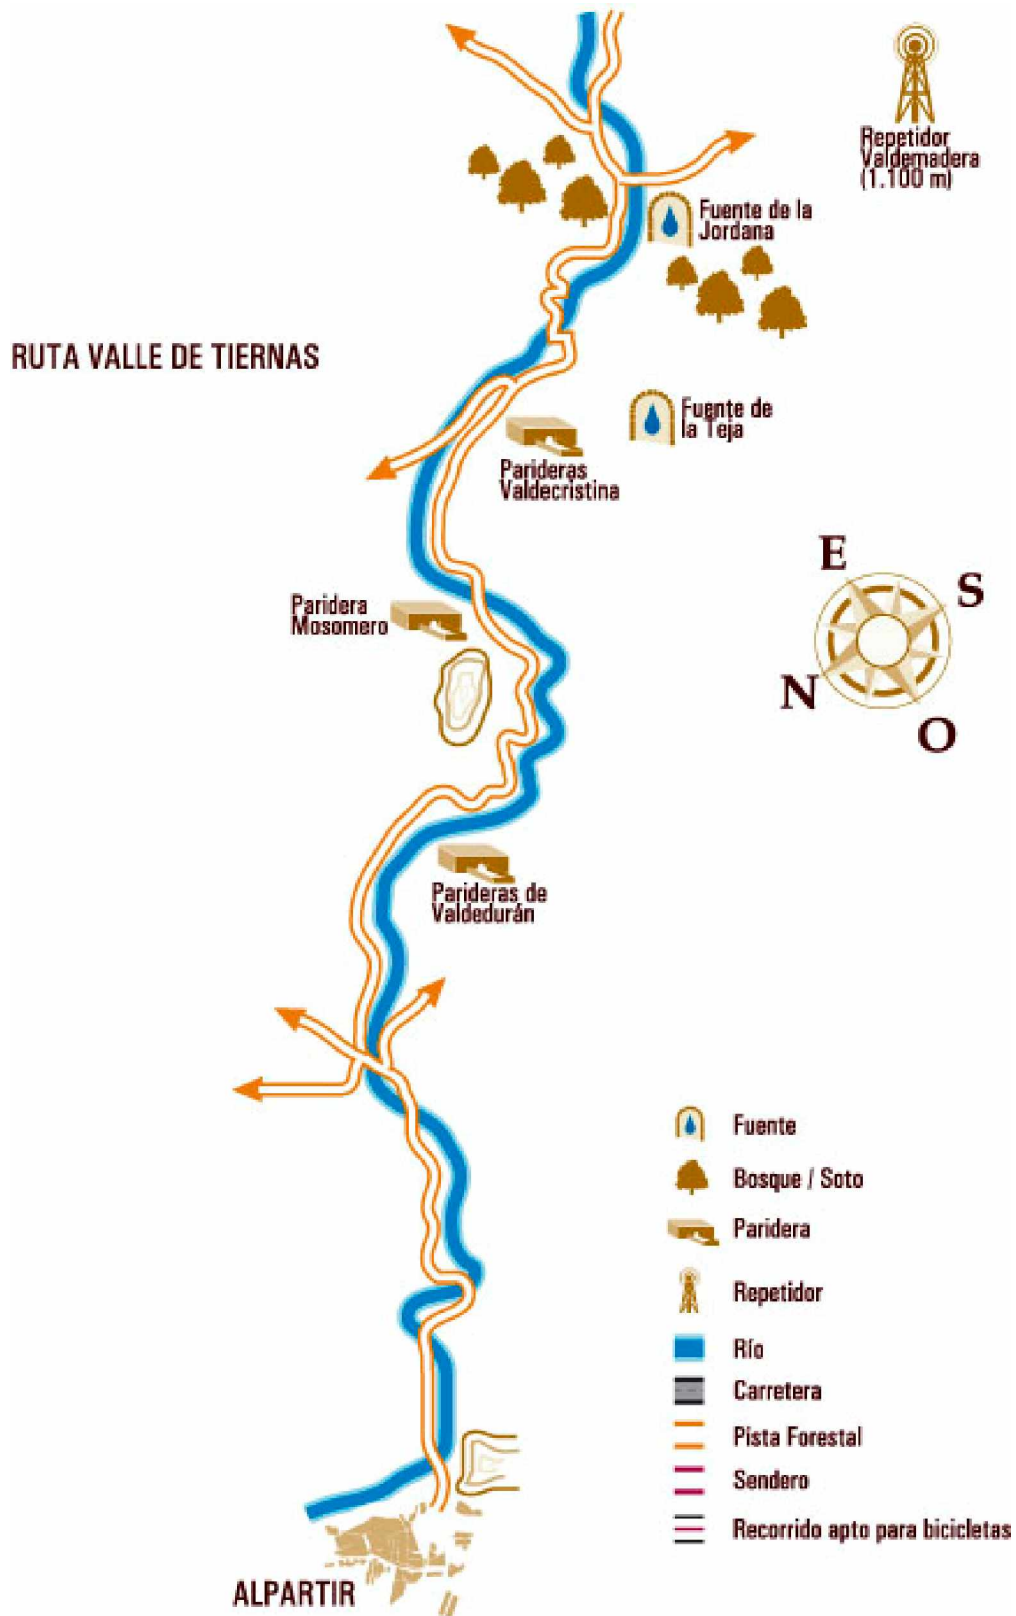 Repetidor
Valdemadera
(1.100 m)
Fuente de la
Jordana
RUTA VALLE DE TIERNAS
Fuente de
la Teja
Parideras
Valdecristina
E
S
N
O
Paridera
Mosomero
Parideras de
Valdedurán
Fuente
Bosque / Soto
Paridera
Repetidor
Río
Carretera
Pista Forestal
Sendero
Recorrido apto para bicicletas
ALPARTIR